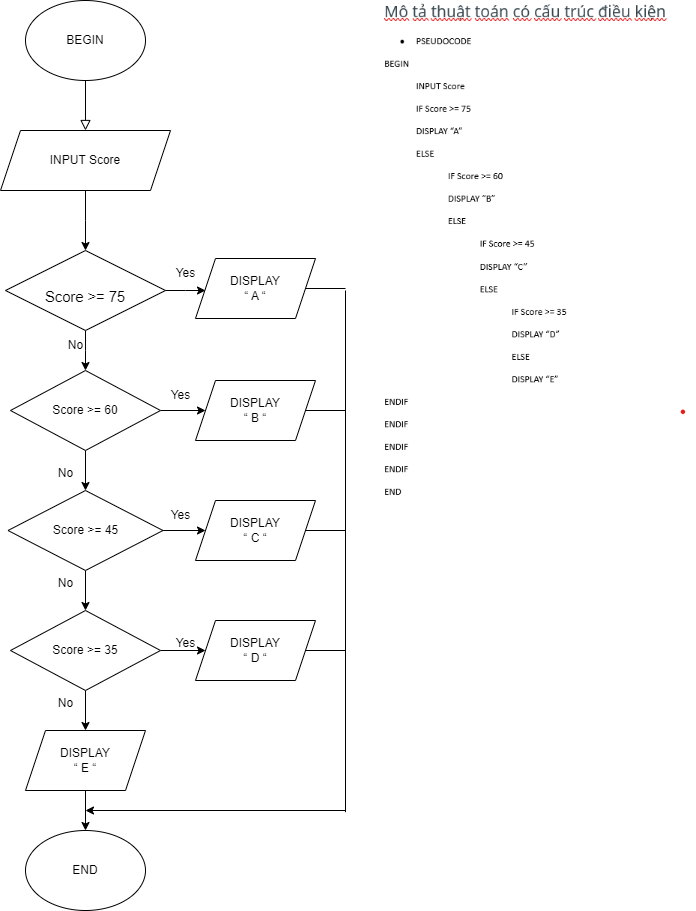 BEGIN
INPUT Score
Score >= 75
Yes
DISPLAY
“ A “
No
Score >= 60
Yes
DISPLAY
“ B “
No
Score >= 45
Yes
DISPLAY
“ C “
No
Score >= 35
Yes
DISPLAY
“ D “
No
DISPLAY
“ E “
END
Mô tả thuật toán có cấu trúc điều kiện
• PSEUDOCODE
BEGIN
INPUT Score
IF Score >= 75
DISPLAY “A”
ELSE
IF Score >= 60
DISPLAY “B”
ELSE
IF Score >= 45
DISPLAY “C”
ELSE
IF Score >= 35
DISPLAY “D”
ELSE
DISPLAY “E”
ENDIF
ENDIF
ENDIF
ENDIF
END